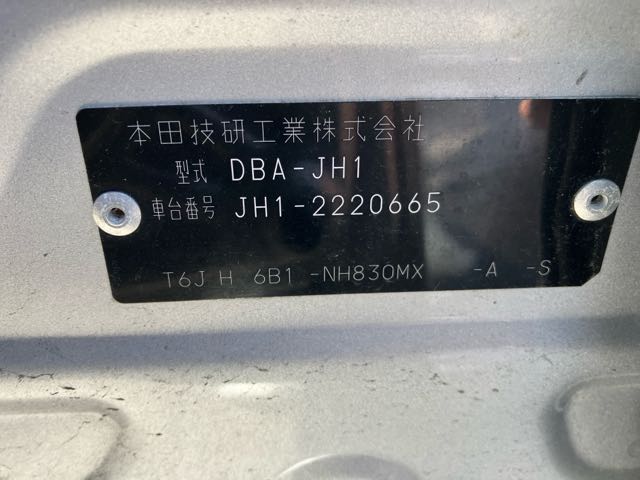 本田技研工業株式会社
型式 DBA-JH1
車台番号 JH1-2220665
T6J H 6B1 -NH830MX -A -S